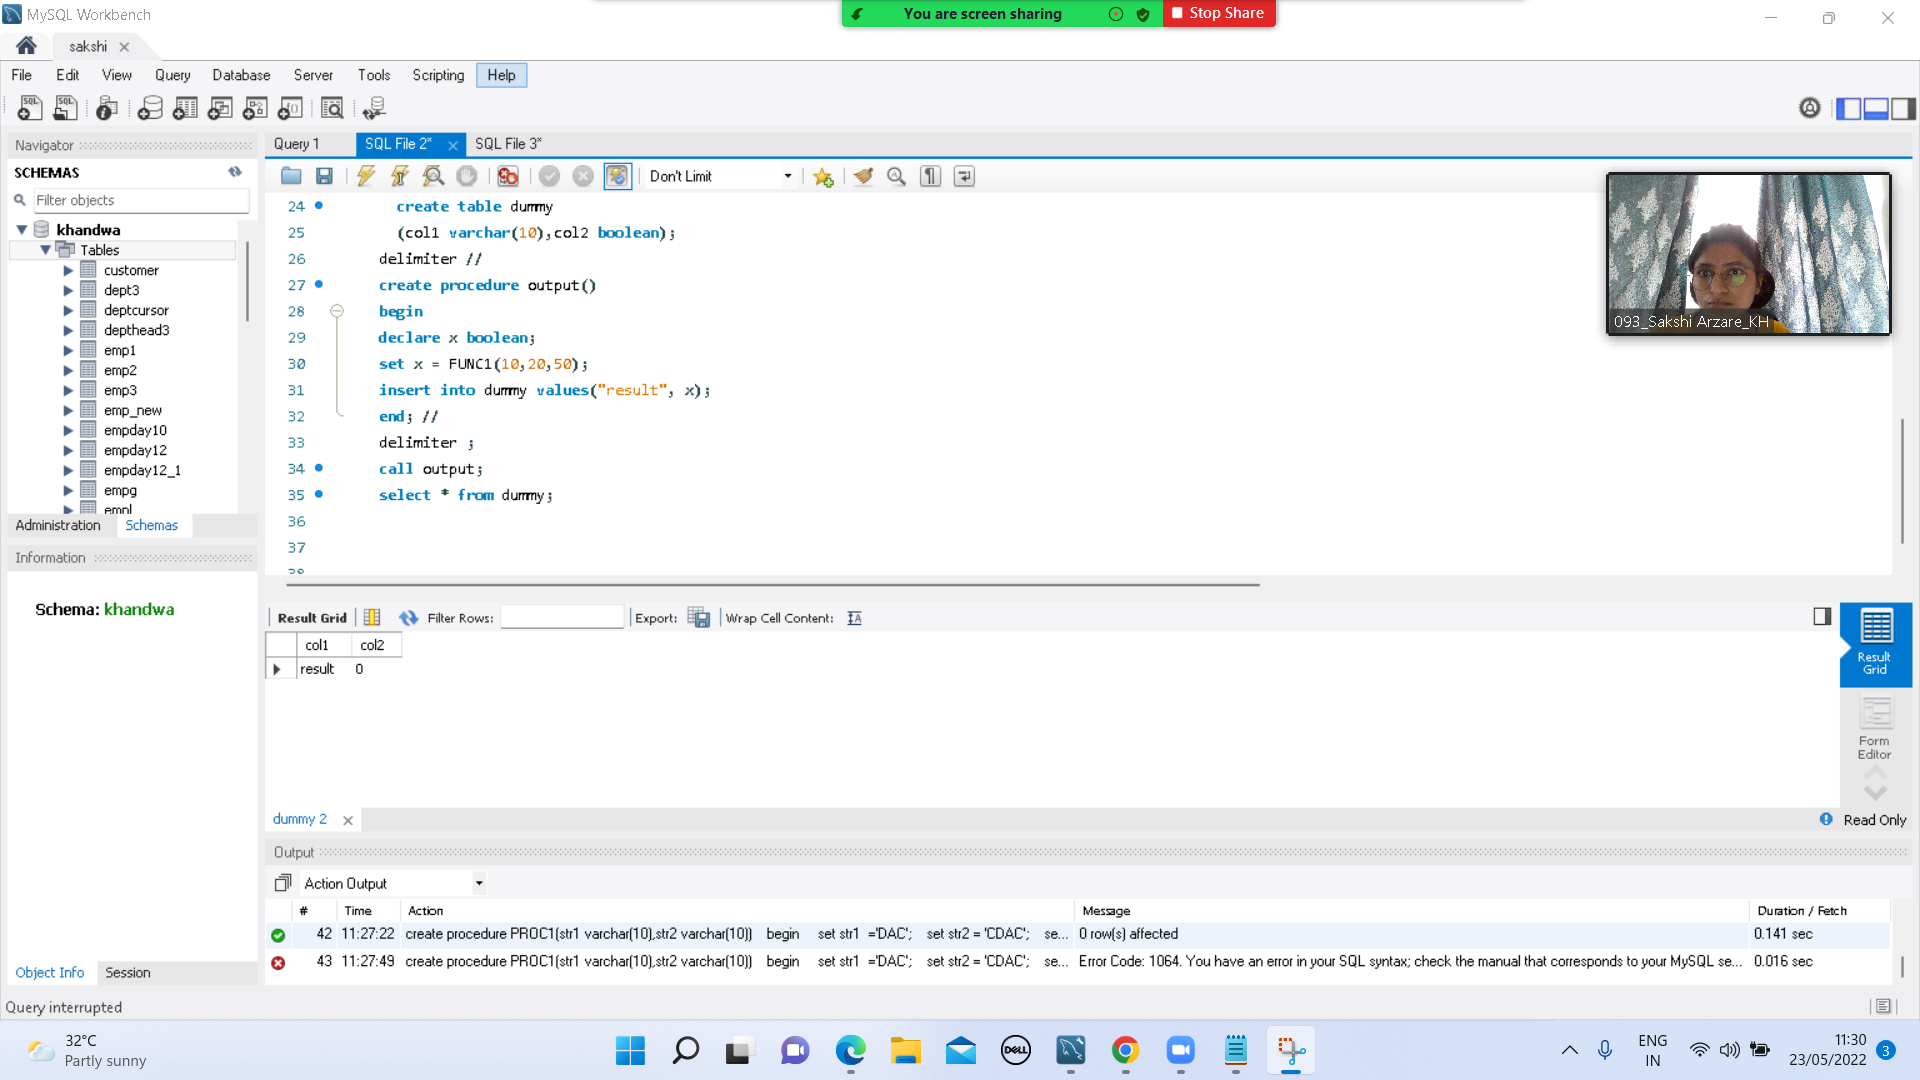 MySQL Workbench
You are screen sharing
Stop Share
sakshi
File Edit View Query Database Server Tools Scripting Help
Navigator
SCHEMAS
Filter objects
khandwa
Tables
customer
dept3
deptcursor
depthead3
emp1
emp2
emp3
emp_new
empday10
empday12
empday12_1
empg
empl
Administration Schemas
Information
Schema: khandwa
Object Info Session
Query interrupted
Query 1 SQL File 2* SQL File 3*
Don't Limit
24 create table dummy
25 (col1 varchar(10),col2 boolean);
26 delimiter //
27 create procedure output()
28 begin
29 declare x boolean;
30 set x = FUNC1(10,20,50);
31 insert into dummy values("result", x);
32 end; //
33 delimiter ;
34 call output;
35 select * from dummy;
36
37
38
093_Sakshi Arzare_KH
Result Grid Filter Rows: Export: Wrap Cell Content:
col1 col2
result 0
Result Grid
Form Editor
dummy 2
Read Only
Output
Action Output
# Time Action Message Duration / Fetch
42 11:27:22 create procedure PROC1(str1 varchar(10),str2 varchar(10)) begin set str1 ='DAC'; set str2 = 'CDAC'; se... 0 row(s) affected 0.141 sec
43 11:27:49 create procedure PROC1(str1 varchar(10),str2 varchar(10)) begin set str1 ='DAC'; set str2 = 'CDAC'; se... Error Code: 1064. You have an error in your SQL syntax; check the manual that corresponds to your MySQL se... 0.016 sec
32°C
Partly sunny
DELL
ENG
IN
11:30
23/05/2022
3